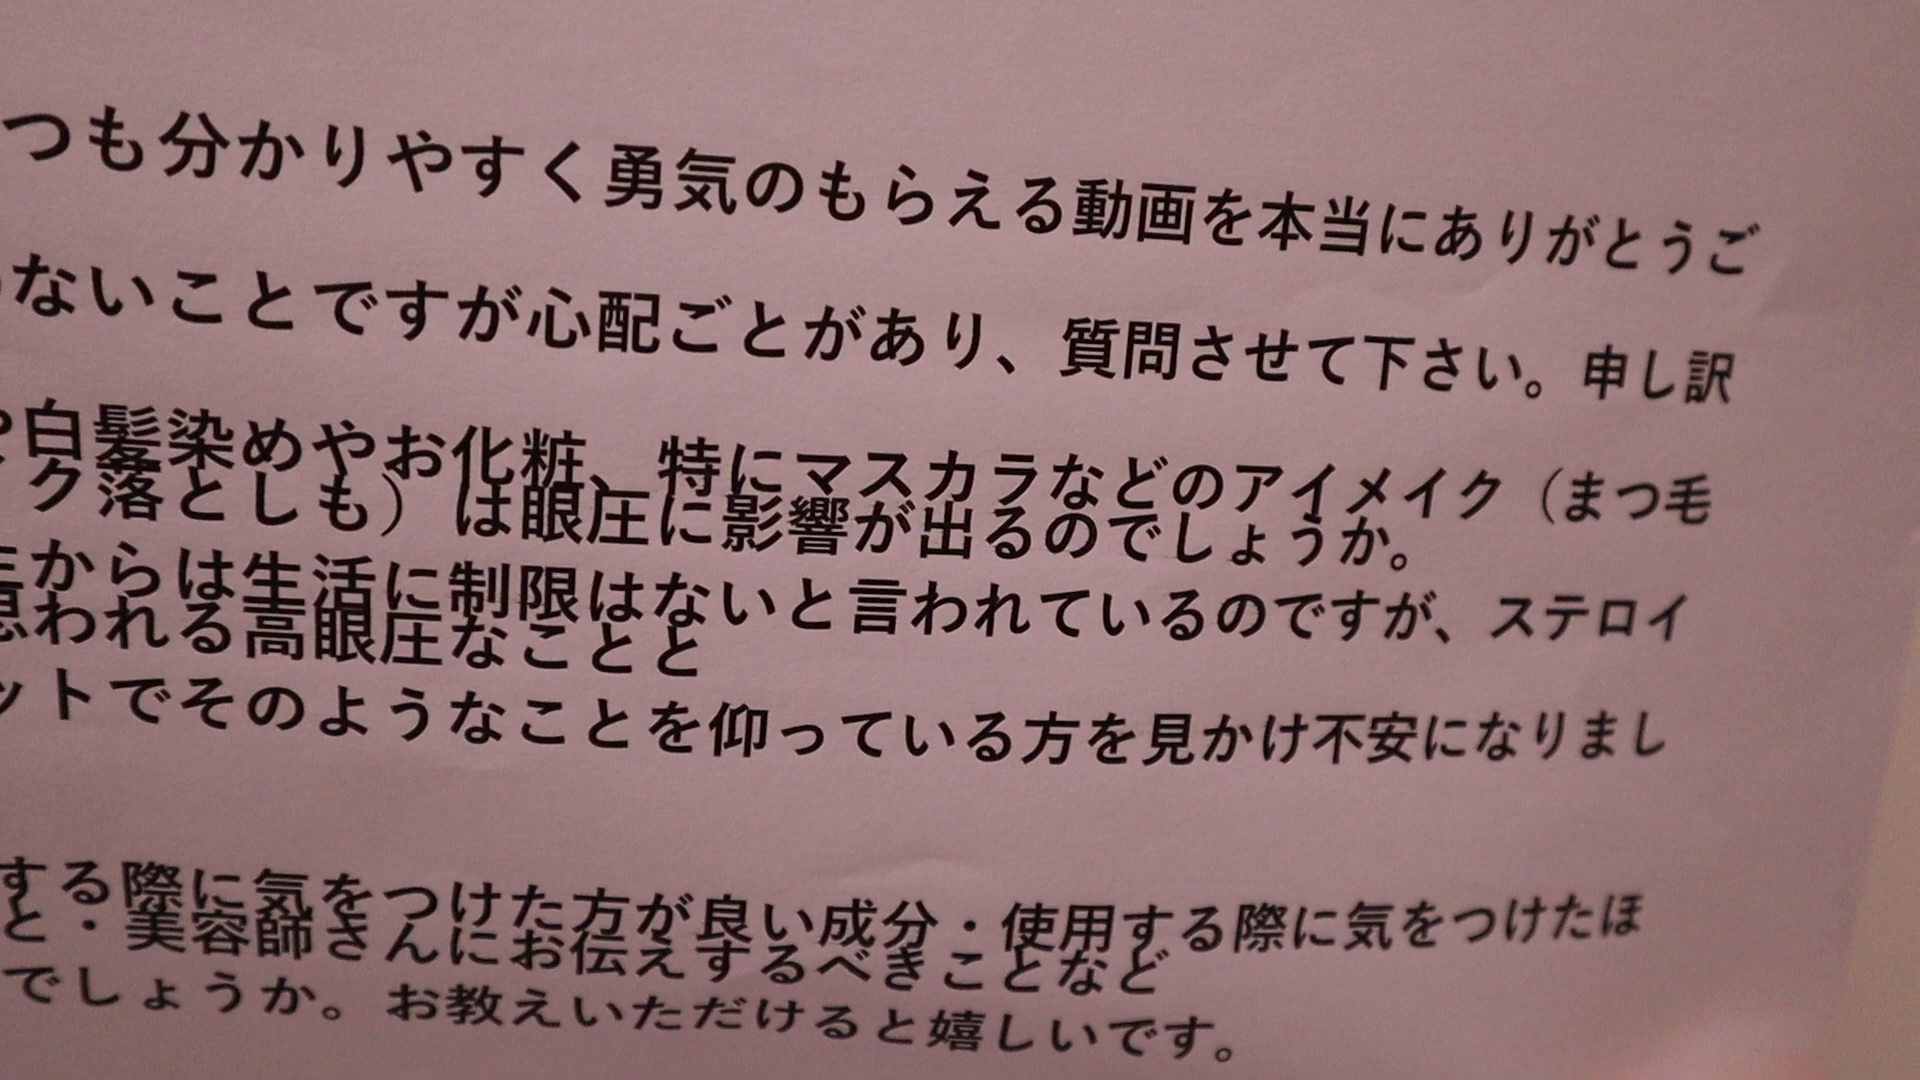 つも分かりやすく勇気のもらえる動画を本当にありがとうご
ないことですが心配ごとがあり、質問させて下さい。申し訳
白髪染めやお化粧、特にマスカラなどのアイメイク（まつ毛
ク落としも）は眼圧に影響が出るのでしょうか。
からは生活に制限はないと言われているのですが、ステロイ
思われる高眼圧なことと
ットでそのようなことを仰っている方を見かけ不安になりまし
する際に気をつけた方が良い成分・使用する際に気をつけたほ
と・美容師さんにお伝えするべきことなど
でしょうか。お教えいただけると嬉しいです。